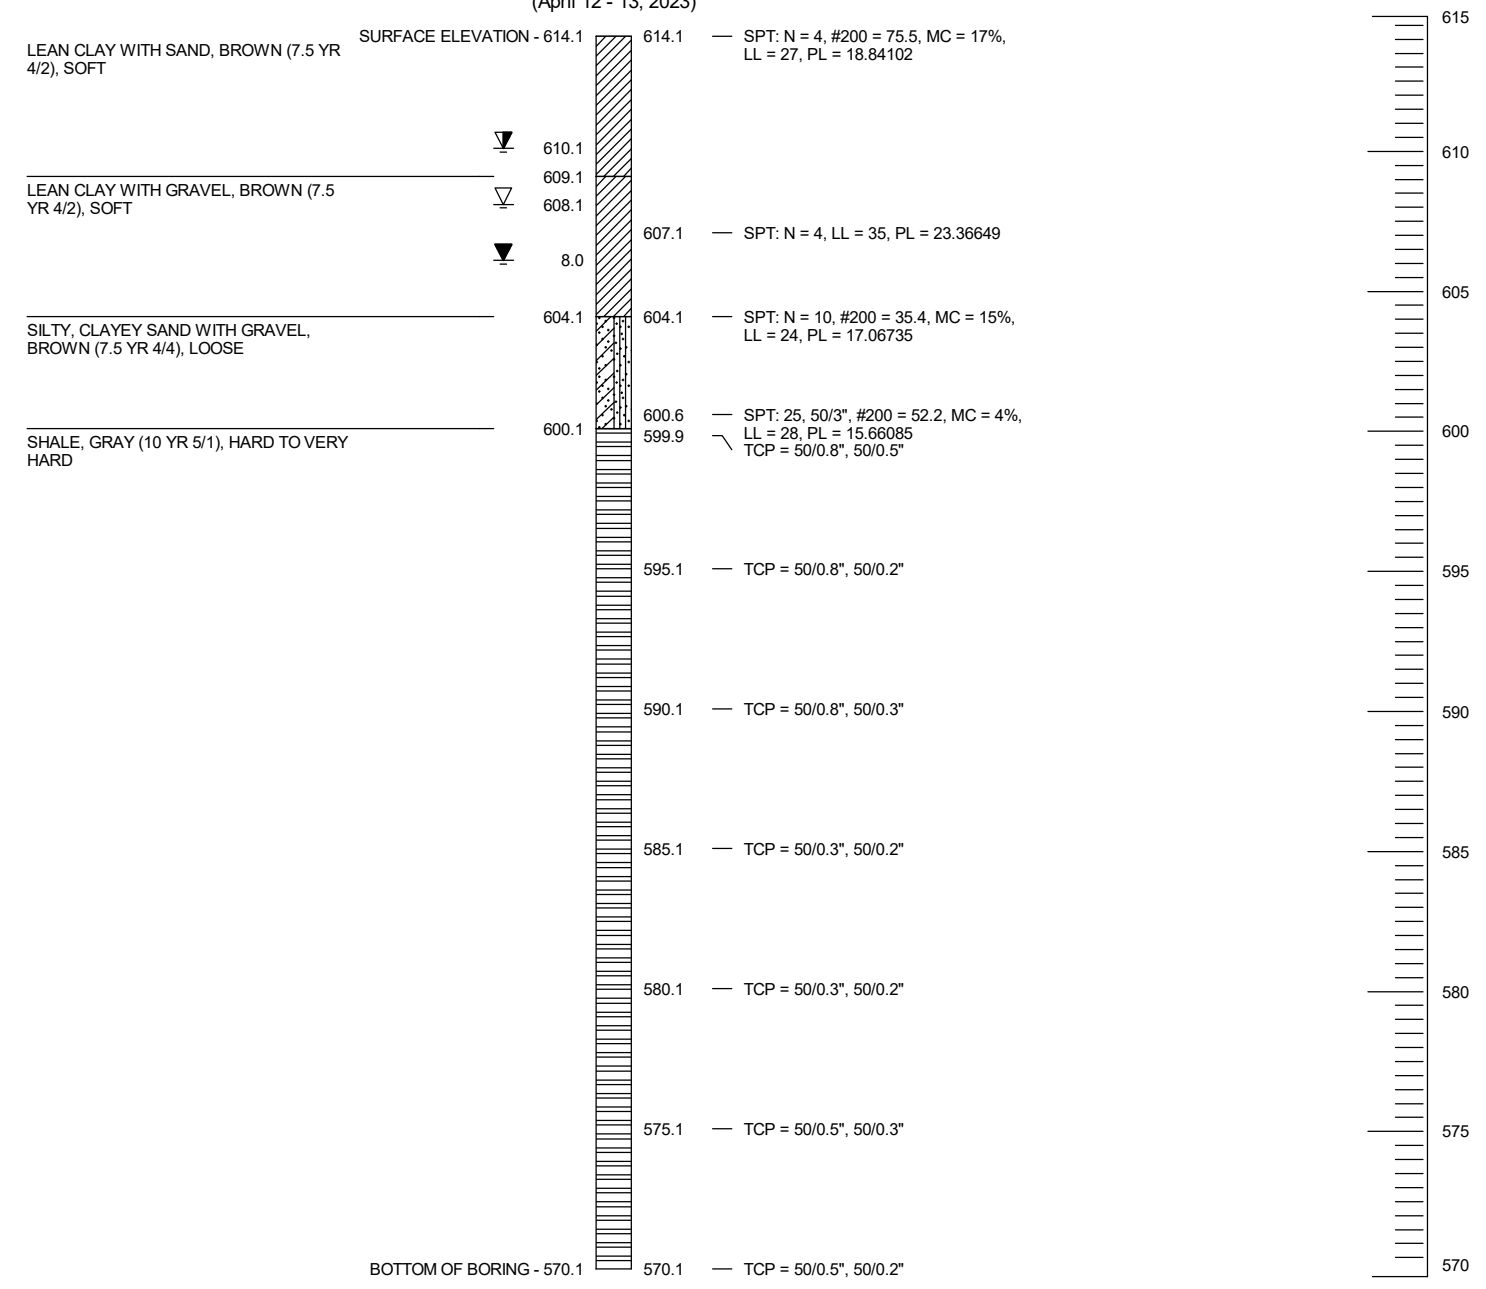 (April 12 - 13, 2023)
615
SURFACE ELEVATION - 614.1
614.1
SPT: N = 4, #200 = 75.5, MC = 17%,
LL = 27, PL = 18.84102
LEAN CLAY WITH SAND, BROWN (7.5 YR
4/2), SOFT
610.1
610
609.1
LEAN CLAY WITH GRAVEL, BROWN (7.5
YR 4/2), SOFT
608.1
607.1
SPT: N = 4, LL = 35, PL = 23.36649
8.0
605
604.1
604.1
SPT: N = 10, #200 = 35.4, MC = 15%,
LL = 24, PL = 17.06735
SILTY, CLAYEY SAND WITH GRAVEL,
BROWN (7.5 YR 4/4), LOOSE
600.6
SPT: 25, 50/3", #200 = 52.2, MC = 4%,
LL = 28, PL = 15.66085
600.1
600
599.9
TCP = 50/0.8", 50/0.5"
SHALE, GRAY (10 YR 5/1), HARD TO VERY
HARD
595.1
TCP = 50/0.8", 50/0.2"
595
590.1
TCP = 50/0.8", 50/0.3"
590
585.1
TCP = 50/0.3", 50/0.2"
585
580.1
TCP = 50/0.3", 50/0.2"
580
575.1
TCP = 50/0.5", 50/0.3"
575
BOTTOM OF BORING - 570.1
570.1
TCP = 50/0.5", 50/0.2"
570